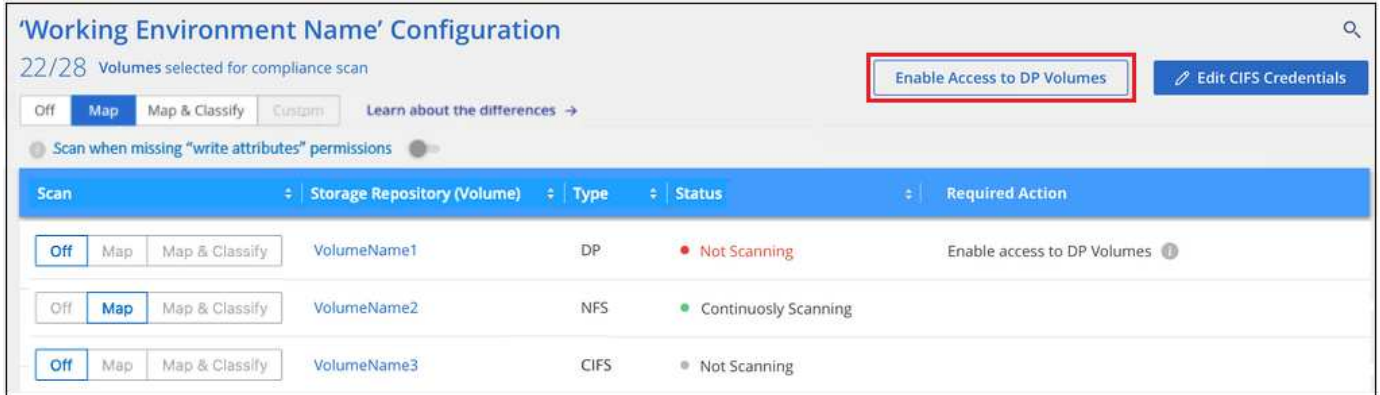 'Working Environment Name' Configuration
22/28 Volumes selected for compliance scan
Enable Access to DP Volumes
Edit CIFS Credentials
Off Map Map & Classify Custom Learn about the differences →
Scan when missing "write attributes" permissions
Scan Storage Repository (Volume) Type Status Required Action
Off Map Map & Classify VolumeName1 DP Not Scanning Enable access to DP Volumes
Off Map Map & Classify VolumeName2 NFS Continuosly Scanning
Off Map Map & Classify VolumeName3 CIFS Not Scanning